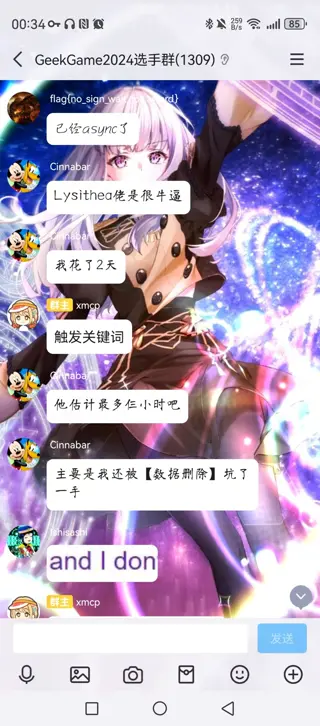 00:34
259 B/s
85
GeekGame2024选手群(1309)
已经async了
Cinnabar
Lysithea佬是很牛逼
Cinnabar
我花了2天
群主 xmcp
触发关键词
Cinnabar
他估计最多仨小时吧
Cinnabar
主要是我还被【数据删除】坑了
一手
and I don
群主 xmcp
发送